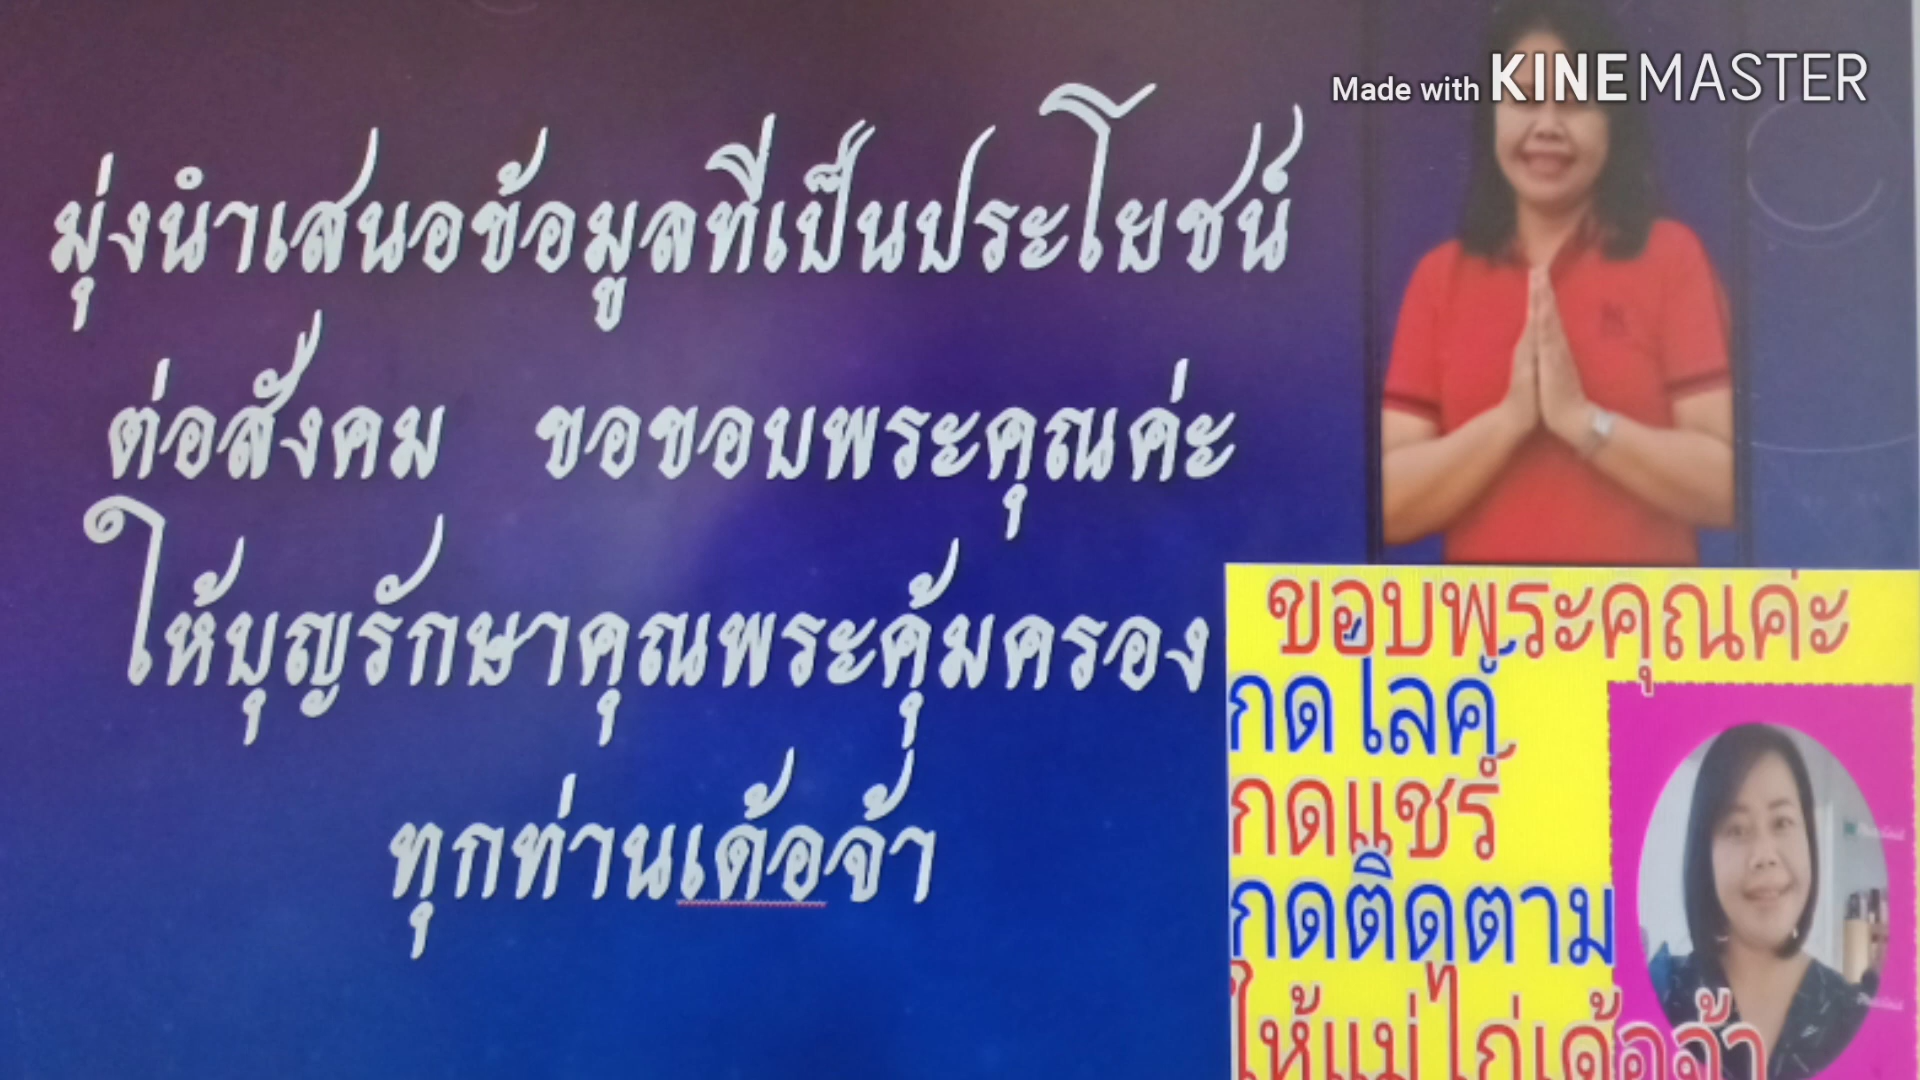 Made with KINEMASTER
มุ่งนำเสนอข้อมูลที่เป็นประโยชน์
ต่อสังคม ขอขอบพระคุณค่ะ
ให้บุญรักษาคุณพระคุ้มครอง
ทุกท่านเด้อจ้า
ขอบพระคุณค่ะ
กดไลค์
กดแชร์
กดติดตาม
ให้แม่ไก่เด้อจ้า